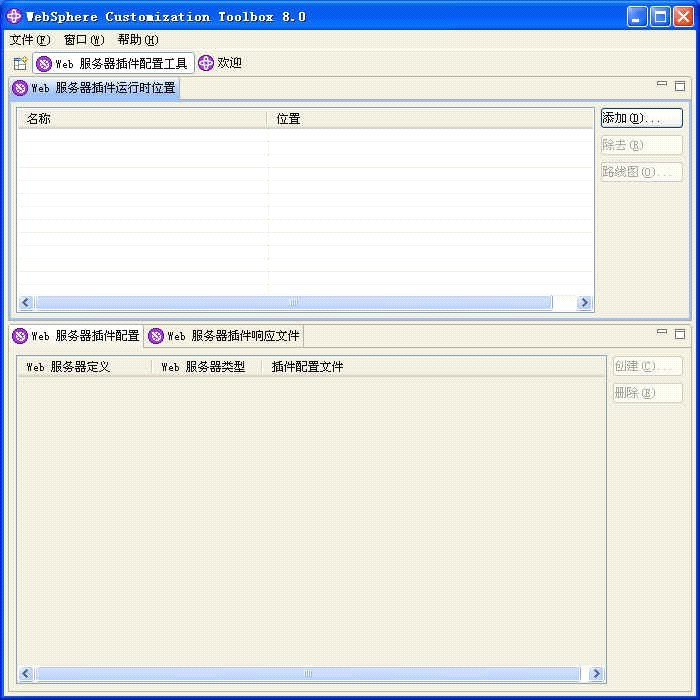 WebSphere Customization Toolbox 8.0
文件(F) 窗口(W) 帮助(H)
Web 服务器插件配置工具 欢迎
Web 服务器插件运行时位置
名称 位置 添加(D)...
除去(R)
路线图(O)...
Web 服务器插件配置 Web 服务器插件响应文件
Web 服务器定义 Web 服务器类型 插件配置文件 创建(C)...
删除(E)